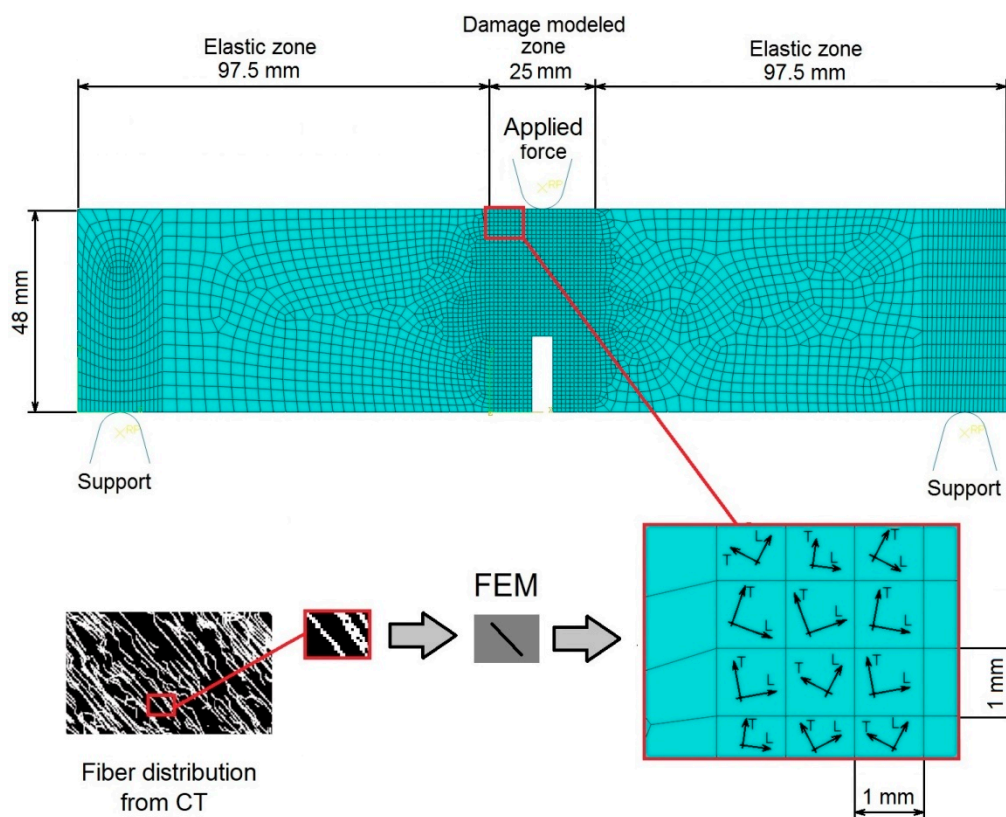 Elastic zone
97.5 mm
Damage modeled
zone
25 mm
Elastic zone
97.5 mm
Applied
force
RP
48 mm
RP
RP
Support
Support
FEM
Fiber distribution
from CT
T L T L T L
T L T L T L
T L T L T L
T L T L T L
1 mm
1 mm